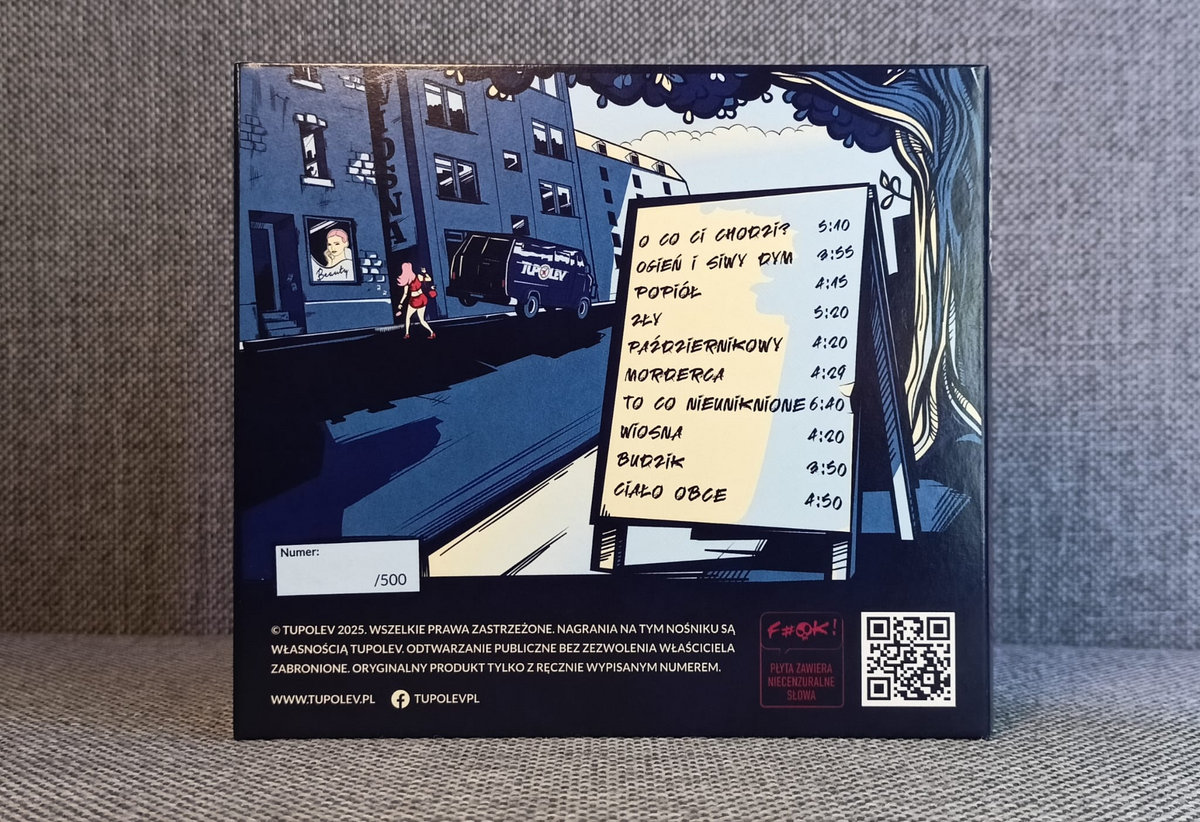 WIOSNA
Beauty
TUPOLEV
O CO CI CHODZI? 5:10
OGIEŃ I SIWY DYM 3:55
POPIÓŁ 4:15
ZŁY 5:20
PAŹDZIERNIKOWY 4:20
MORDERCA 4:29
TO CO NIEUNIKNIONE 6:40
WIOSNA 4:20
BUDZIK 3:50
CIAŁO OBCE 4:50
Numer:
/500
© TUPOLEV 2025. WSZELKIE PRAWA ZASTRZEŻONE. NAGRANIA NA TYM NOŚNIKU SĄ
WŁASNOŚCIĄ TUPOLEV. ODTWARZANIE PUBLICZNE BEZ ZEZWOLENIA WŁAŚCICIELA
ZABRONIONE. ORYGINALNY PRODUKT TYLKO Z RĘCZNIE WYPISANYM NUMEREM.
WWW.TUPOLEV.PL TUPOLEVPL
F#☠K!
PŁYTA ZAWIERA
NIECENZURALNE
SŁOWA